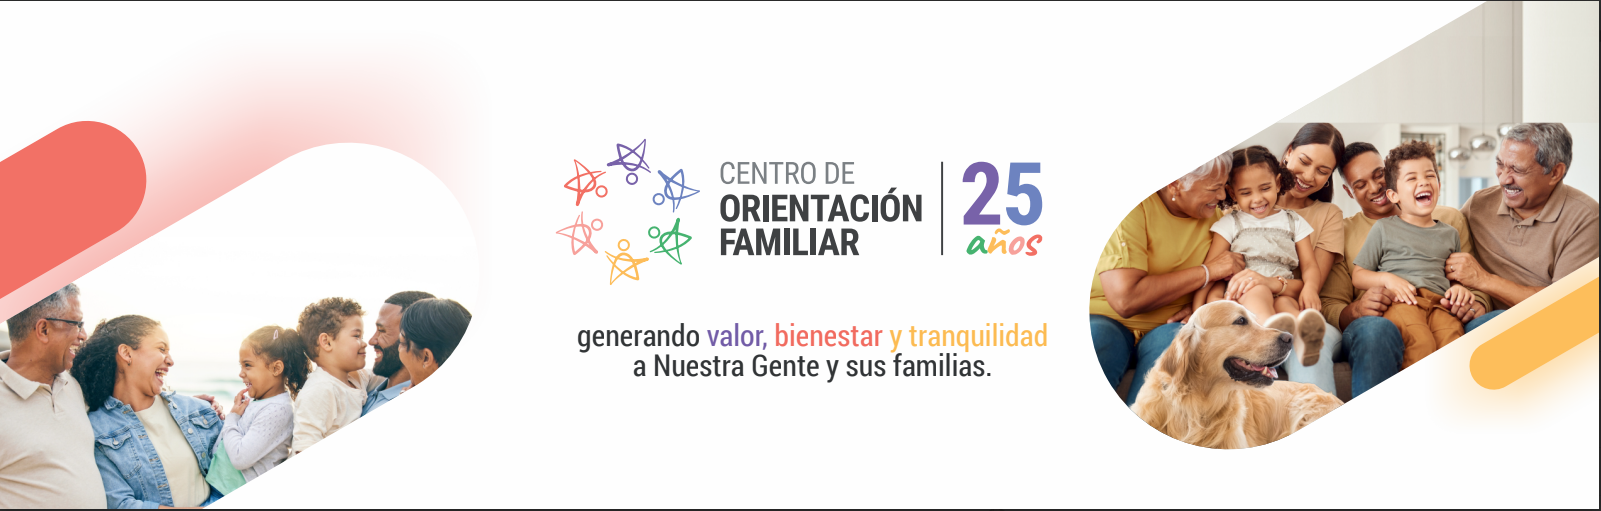 CENTRO DE
ORIENTACIÓN
FAMILIAR
25
años
generando valor, bienestar y tranquilidad
a Nuestra Gente y sus familias.